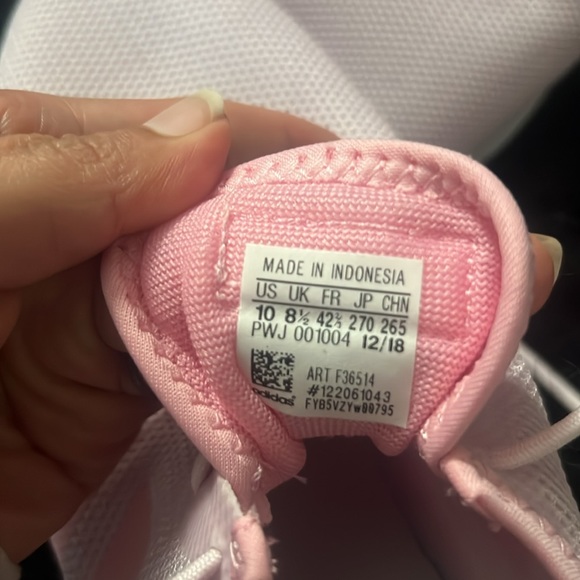 MADE IN INDONESIA
US UK FR JP CHN
10 8½ 42⅔ 270 265
PWJ 001004 12/18
ART F36514
#122061043
adidas FYB5VZYw00795